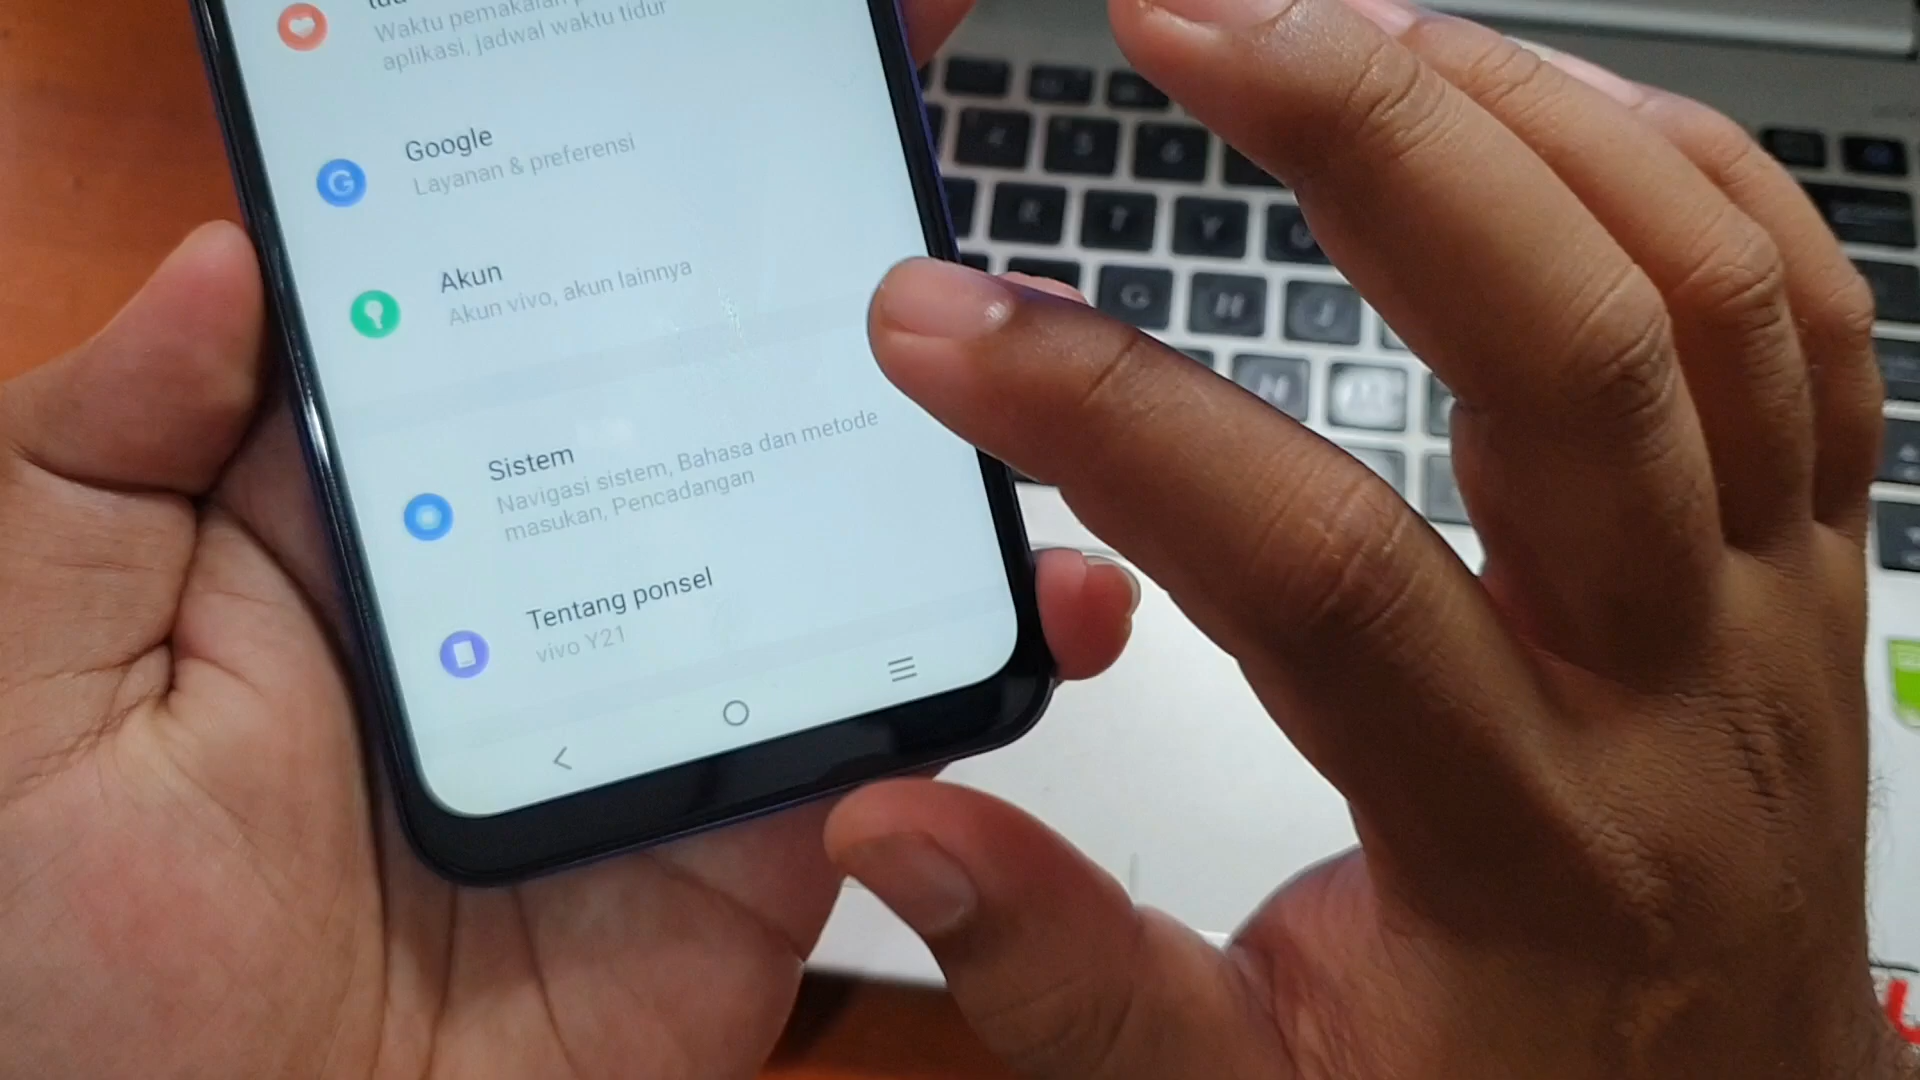 Waktu pemakaian
aplikasi, jadwal waktu tidur
Google
Layanan & preferensi
Akun
Akun vivo, akun lainnya
Sistem
Navigasi sistem, Bahasa dan metode
masukan, Pencadangan
Tentang ponsel
vivo Y21
R
T
Y
G
H
J